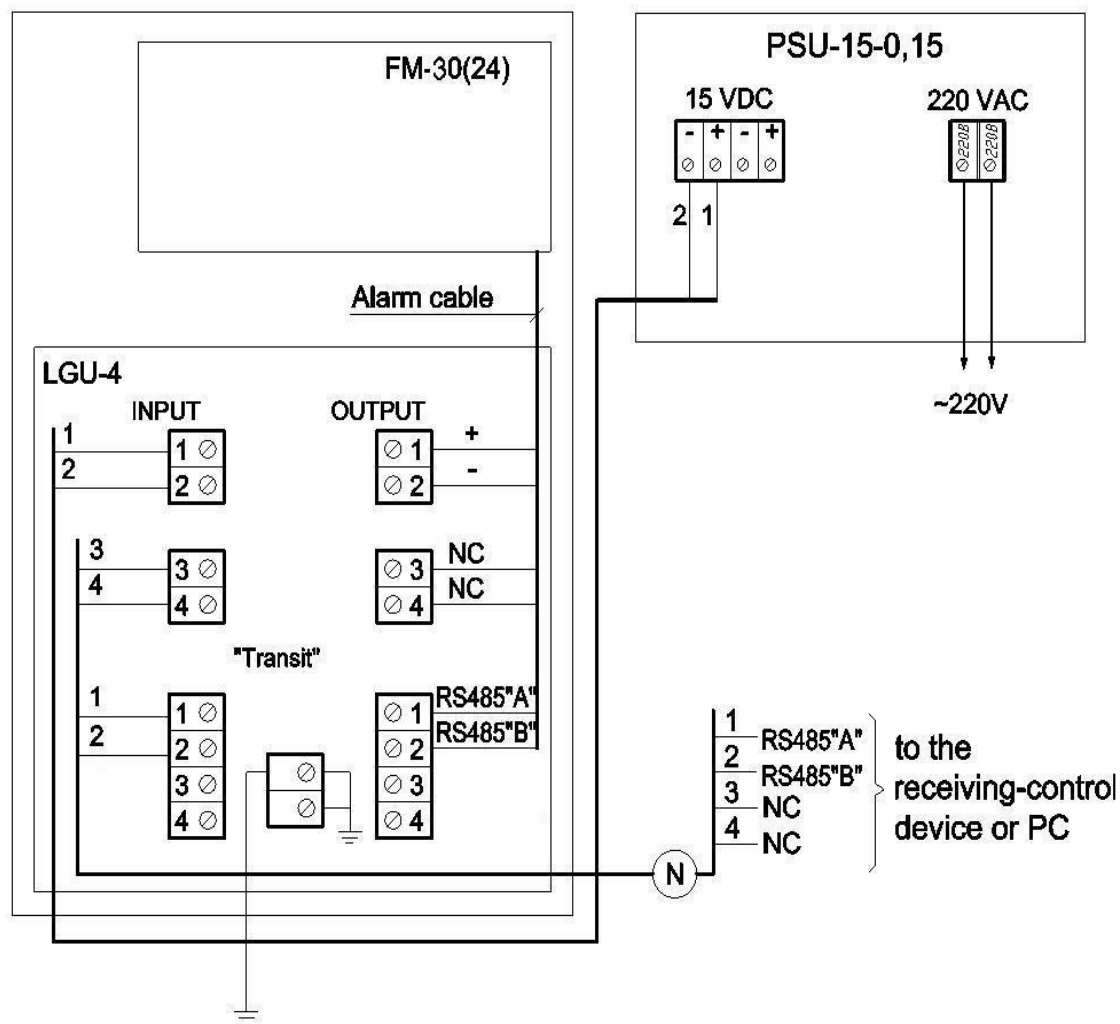 FM-30(24)
PSU-15-0,15
15 VDC
220 VAC
- + - +
220В 220В
2 1
Alarm cable
~220V
LGU-4
INPUT
OUTPUT
1
2
1
2
1
2
+
-
3
4
3
4
3
4
NC
NC
"Transit"
1
2
1
2
3
4
1
2
3
4
RS485"A"
RS485"B"
1 RS485"A"
2 RS485"B"
3 NC
4 NC
to the
receiving-control
device or PC
N